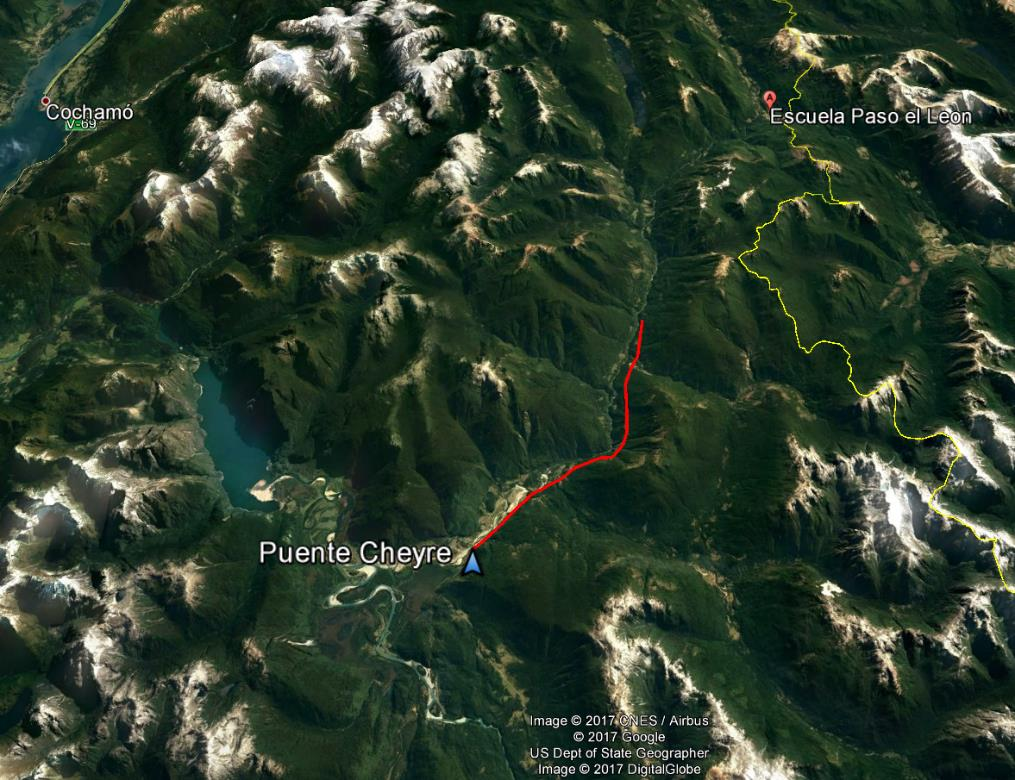 Cochamó
V-69
A
Escuela Paso el León
Puente Cheyre
Image © 2017 CNES / Airbus
© 2017 Google
US Dept of State Geographer
Image © 2017 DigitalGlobe